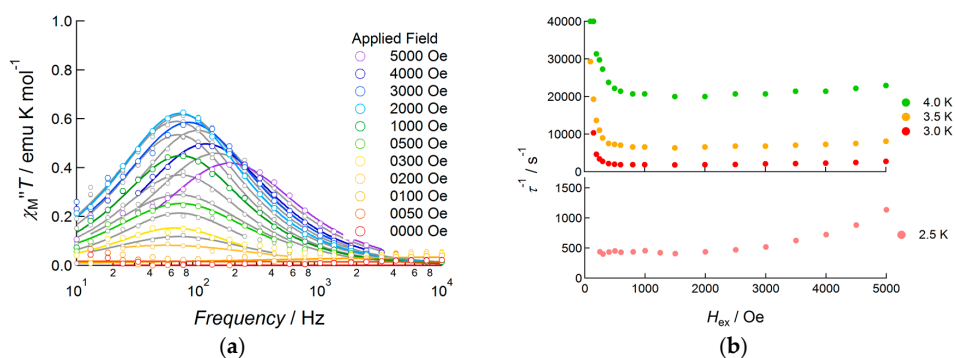 1.0
0.8
0.6
0.4
0.2
0.0
χM"T / emu K mol⁻¹
Applied Field
5000 Oe
4000 Oe
3000 Oe
2000 Oe
1000 Oe
0500 Oe
0300 Oe
0200 Oe
0100 Oe
0050 Oe
0000 Oe
10¹ 2 4 6 8 10² 2 4 6 8 10³ 2 4 6 8 10⁴
Frequency / Hz
(a)
40000
30000
20000
10000
0
1500
1000
500
0
τ⁻¹ / s⁻¹
4.0 K
3.5 K
3.0 K
2.5 K
0 1000 2000 3000 4000 5000
Hex / Oe
(b)